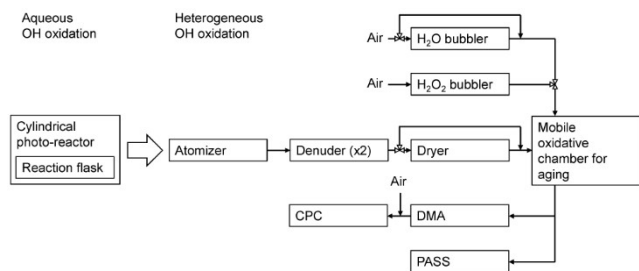 Aqueous
OH oxidation
Heterogeneous
OH oxidation
Air
H₂O bubbler
Air
H₂O₂ bubbler
Cylindrical
photo-reactor
Reaction flask
Atomizer
Denuder (x2)
Dryer
Mobile
oxidative
chamber for
aging
Air
CPC
DMA
PASS